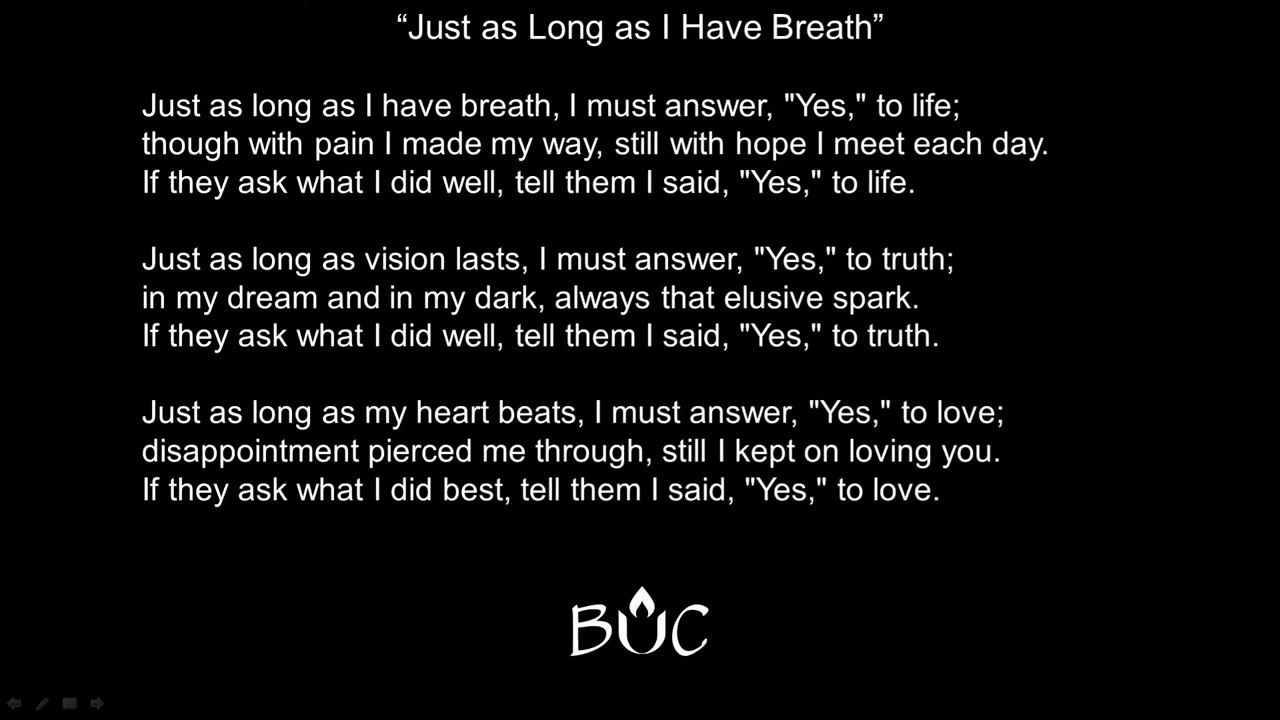 “Just as Long as I Have Breath”
Just as long as I have breath, I must answer, "Yes," to life;
though with pain I made my way, still with hope I meet each day.
If they ask what I did well, tell them I said, "Yes," to life.
Just as long as vision lasts, I must answer, "Yes," to truth;
in my dream and in my dark, always that elusive spark.
If they ask what I did well, tell them I said, "Yes," to truth.
Just as long as my heart beats, I must answer, "Yes," to love;
disappointment pierced me through, still I kept on loving you.
If they ask what I did best, tell them I said, "Yes," to love.
BUC